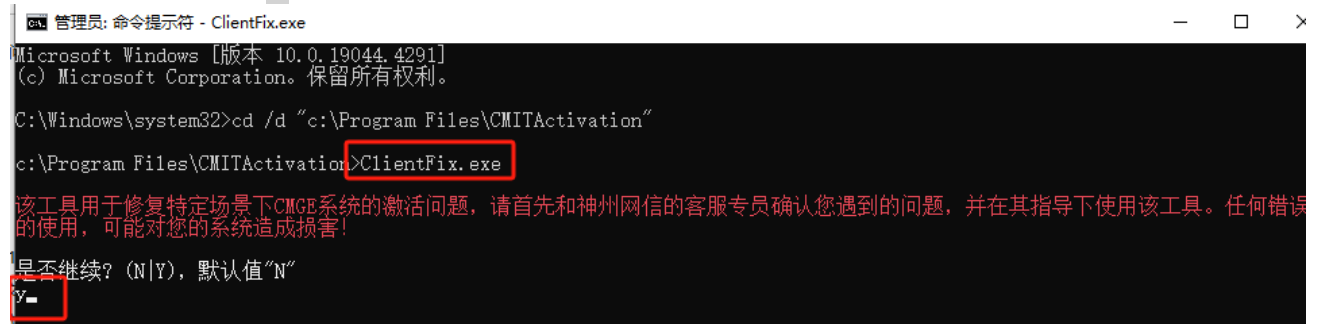 管理员: 命令提示符 - ClientFix.exe
Microsoft Windows [版本 10.0.19044.4291]
(c) Microsoft Corporation。保留所有权利。
C:\Windows\system32>cd /d "c:\Program Files\CMITActivation"
c:\Program Files\CMITActivation>ClientFix.exe
该工具用于修复特定场景下CMGE系统的激活问题，请首先和神州网信的客服专员确认您遇到的问题，并在其指导下使用该工具。任何错误
的使用，可能对您的系统造成损害!
是否继续? (N|Y)，默认值"N"
y